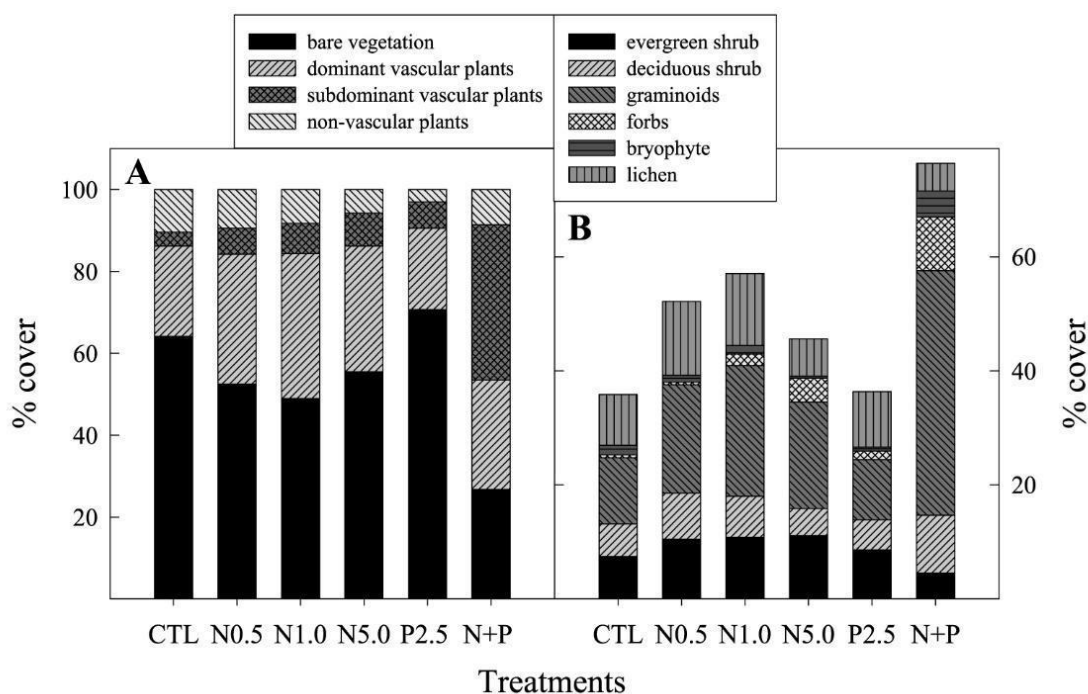 bare vegetation
dominant vascular plants
subdominant vascular plants
non-vascular plants
evergreen shrub
deciduous shrub
graminoids
forbs
bryophyte
lichen
A
B
% cover
100
80
60
40
20
60
40
20
% cover
CTL N0.5 N1.0 N5.0 P2.5 N+P
CTL N0.5 N1.0 N5.0 P2.5 N+P
Treatments